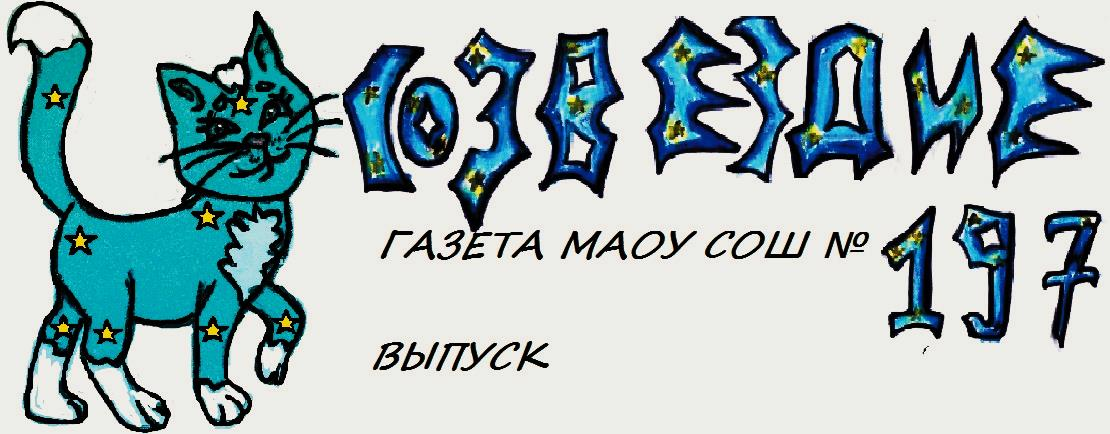 СОЗВЕЗДИЕ
ГАЗЕТА МАОУ СОШ № 197
ВЫПУСК